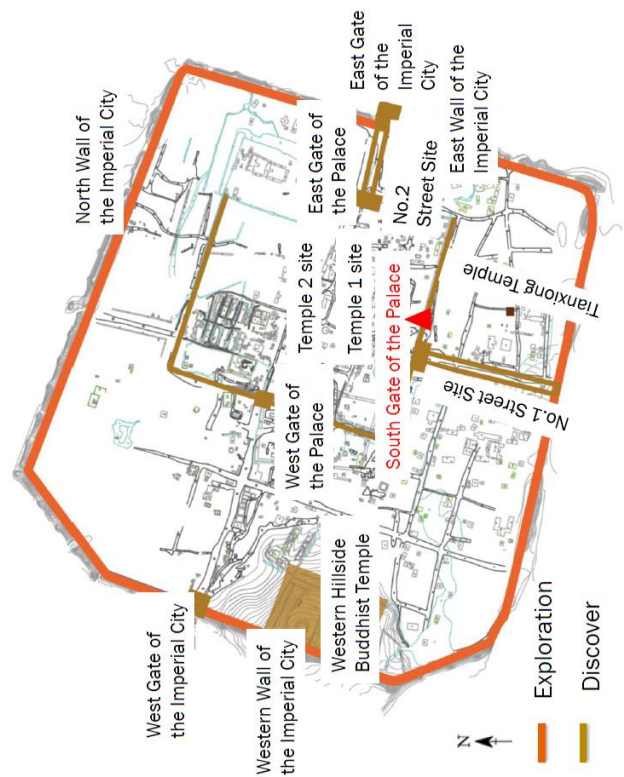 North Wall of
the Imperial City
East Gate
of the
Imperial
City
East Gate of
the Palace
East Wall of the
Imperial City
No.2
Street Site
Temple 2 site
Temple 1 site
South Gate of the Palace
Tianxiong Temple
No.1 Street Site
West Gate of
the Palace
West Gate of
the Imperial City
Western Wall of
the Imperial City
Western Hillside
Buddhist Temple
N
Exploration
Discover